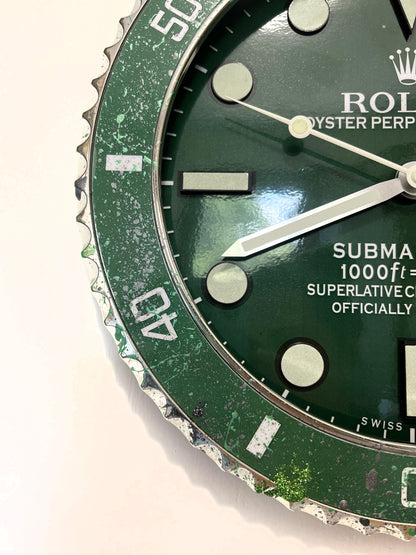 50
ROL
OYSTER PERP
SUBMA
1000ft=
SUPERLATIVE C
OFFICIALLY
40
SWISS